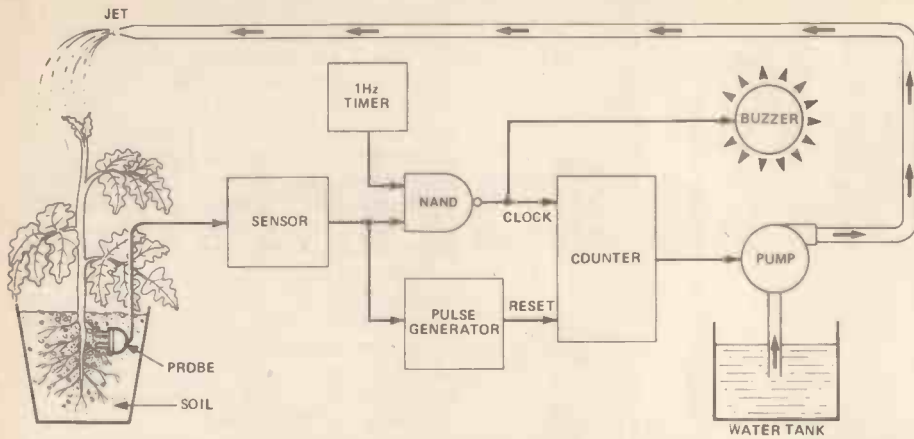 JET
1Hz
TIMER
BUZZER
NAND
SENSOR
CLOCK
COUNTER
PUMP
PULSE
GENERATOR
RESET
PROBE
SOIL
WATER TANK